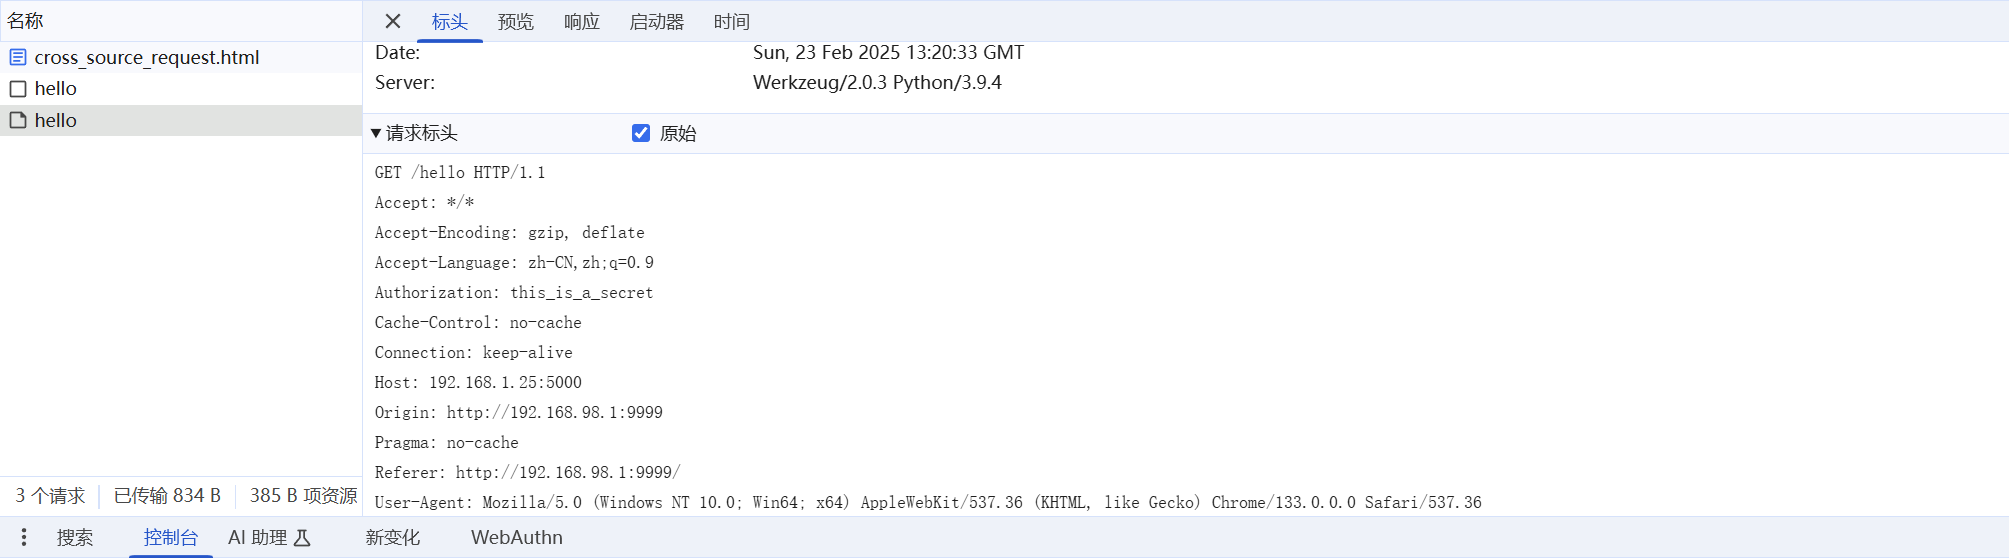 名称
cross_source_request.html
hello
hello
3 个请求 已传输 834 B 385 B 项资源
标头 预览 响应 启动器 时间
Date: Sun, 23 Feb 2025 13:20:33 GMT
Server: Werkzeug/2.0.3 Python/3.9.4
请求标头 原始
GET /hello HTTP/1.1
Accept: */*
Accept-Encoding: gzip, deflate
Accept-Language: zh-CN,zh;q=0.9
Authorization: this_is_a_secret
Cache-Control: no-cache
Connection: keep-alive
Host: 192.168.1.25:5000
Origin: http://192.168.98.1:9999
Pragma: no-cache
Referer: http://192.168.98.1:9999/
User-Agent: Mozilla/5.0 (Windows NT 10.0; Win64; x64) AppleWebKit/537.36 (KHTML, like Gecko) Chrome/133.0.0.0 Safari/537.36
搜索 控制台 AI 助理 新变化 WebAuthn